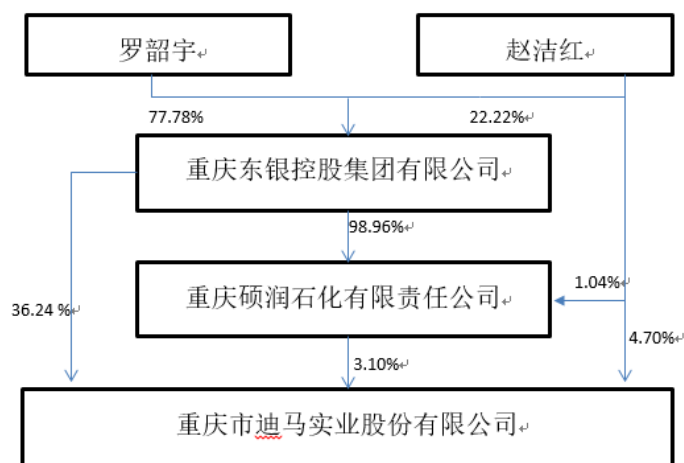 罗韶宇
赵洁红
77.78%
22.22%
重庆东银控股集团有限公司
98.96%
重庆硕润石化有限责任公司
1.04%
36.24 %
4.70%
3.10%
重庆市迪马实业股份有限公司